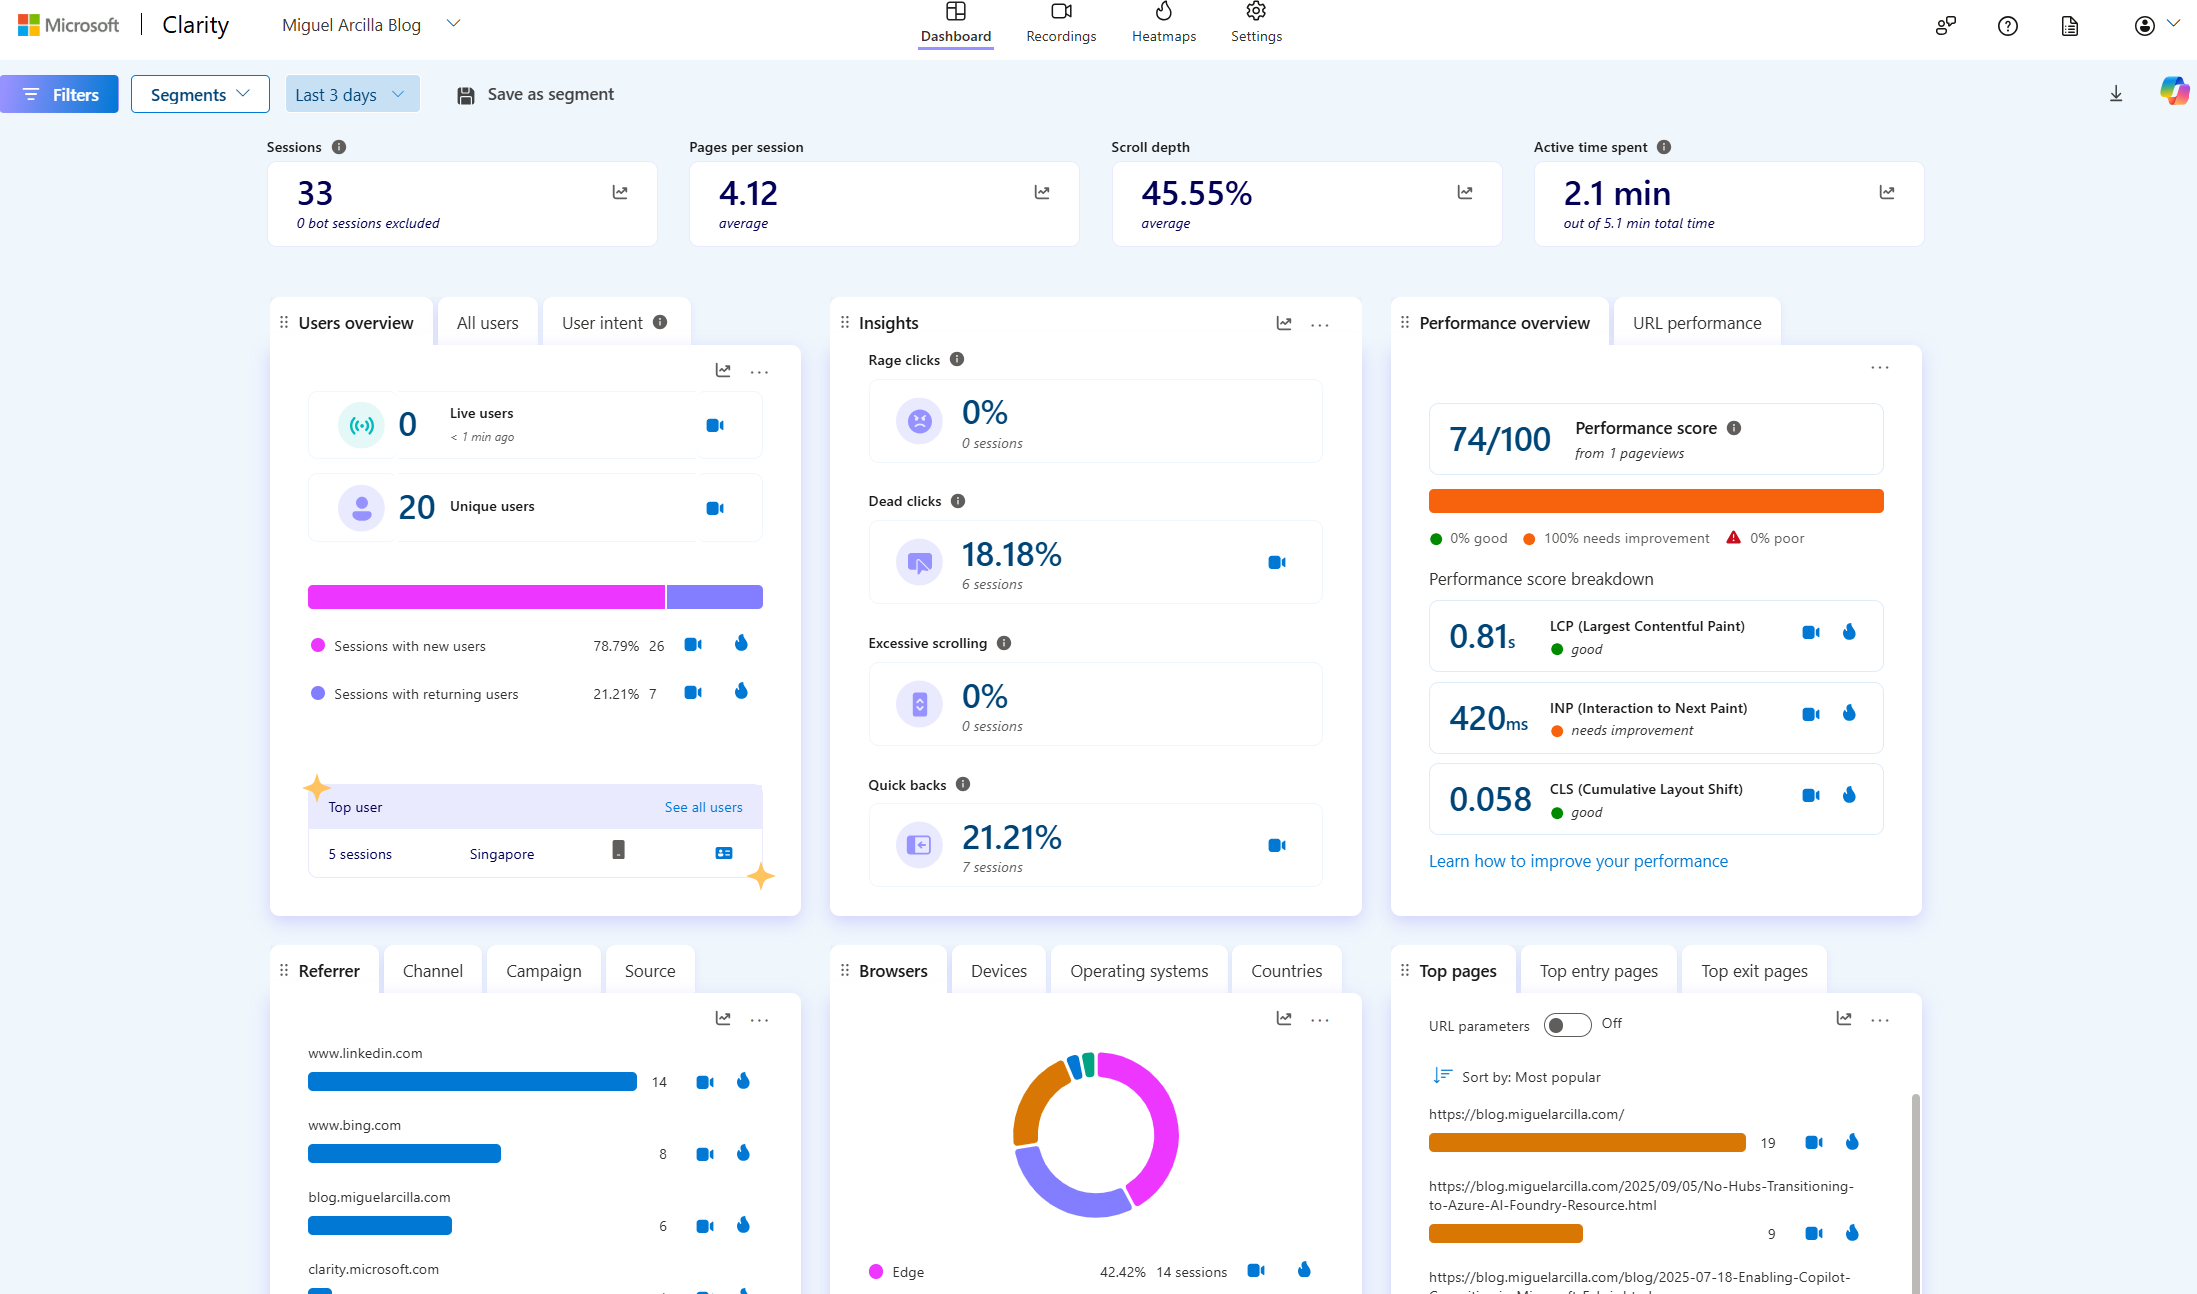 Microsoft
Clarity
Miguel Arcilla Blog
Dashboard
Recordings
Heatmaps
Settings
Filters
Segments
Last 3 days
Save as segment
Sessions
33
0 bot sessions excluded
Pages per session
4.12
average
Scroll depth
45.55%
average
Active time spent
2.1 min
out of 5.1 min total time
Users overview
All users
User intent
0
Live users
< 1 min ago
20
Unique users
Sessions with new users 78.79% 26
Sessions with returning users 21.21% 7
Top user
See all users
5 sessions Singapore
Insights
Rage clicks
0%
0 sessions
Dead clicks
18.18%
6 sessions
Excessive scrolling
0%
0 sessions
Quick backs
21.21%
7 sessions
Performance overview
URL performance
74/100
Performance score
from 1 pageviews
0% good 100% needs improvement 0% poor
Performance score breakdown
0.81s
LCP (Largest Contentful Paint)
good
420ms
INP (Interaction to Next Paint)
needs improvement
0.058
CLS (Cumulative Layout Shift)
good
Learn how to improve your performance
Referrer
Channel
Campaign
Source
www.linkedin.com
14
www.bing.com
8
blog.miguelarcilla.com
6
clarity.microsoft.com
Browsers
Devices
Operating systems
Countries
Edge 42.42% 14 sessions
Top pages
Top entry pages
Top exit pages
URL parameters
Off
Sort by: Most popular
https://blog.miguelarcilla.com/
19
https://blog.miguelarcilla.com/2025/09/05/No-Hubs-Transitioning-
to-Azure-AI-Foundry-Resource.html
9
https://blog.miguelarcilla.com/blog/2025-07-18-Enabling-Copilot-